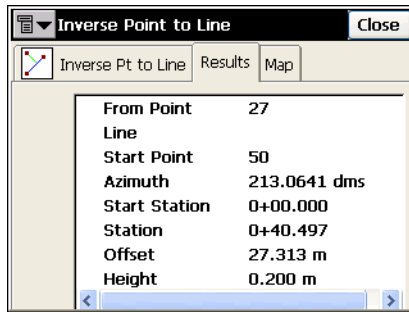 Inverse Point to Line Close
Inverse Pt to Line Results Map
From Point 27
Line
Start Point 50
Azimuth 213.0641 dms
Start Station 0+00.000
Station 0+40.497
Offset 27.313 m
Height 0.200 m